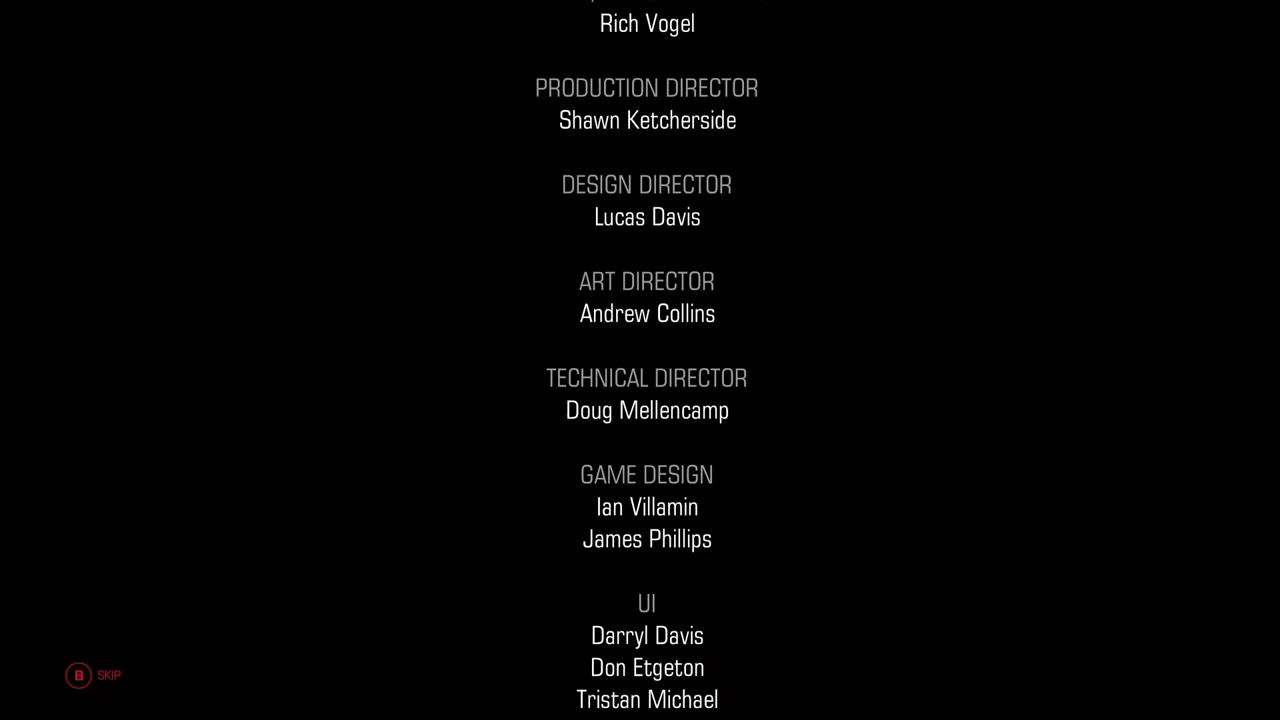 Rich Vogel
PRODUCTION DIRECTOR
Shawn Ketcherside
DESIGN DIRECTOR
Lucas Davis
ART DIRECTOR
Andrew Collins
TECHNICAL DIRECTOR
Doug Mellencamp
GAME DESIGN
Ian Villamin
James Phillips
UI
Darryl Davis
Don Etgeton
B SKIP
Tristan Michael